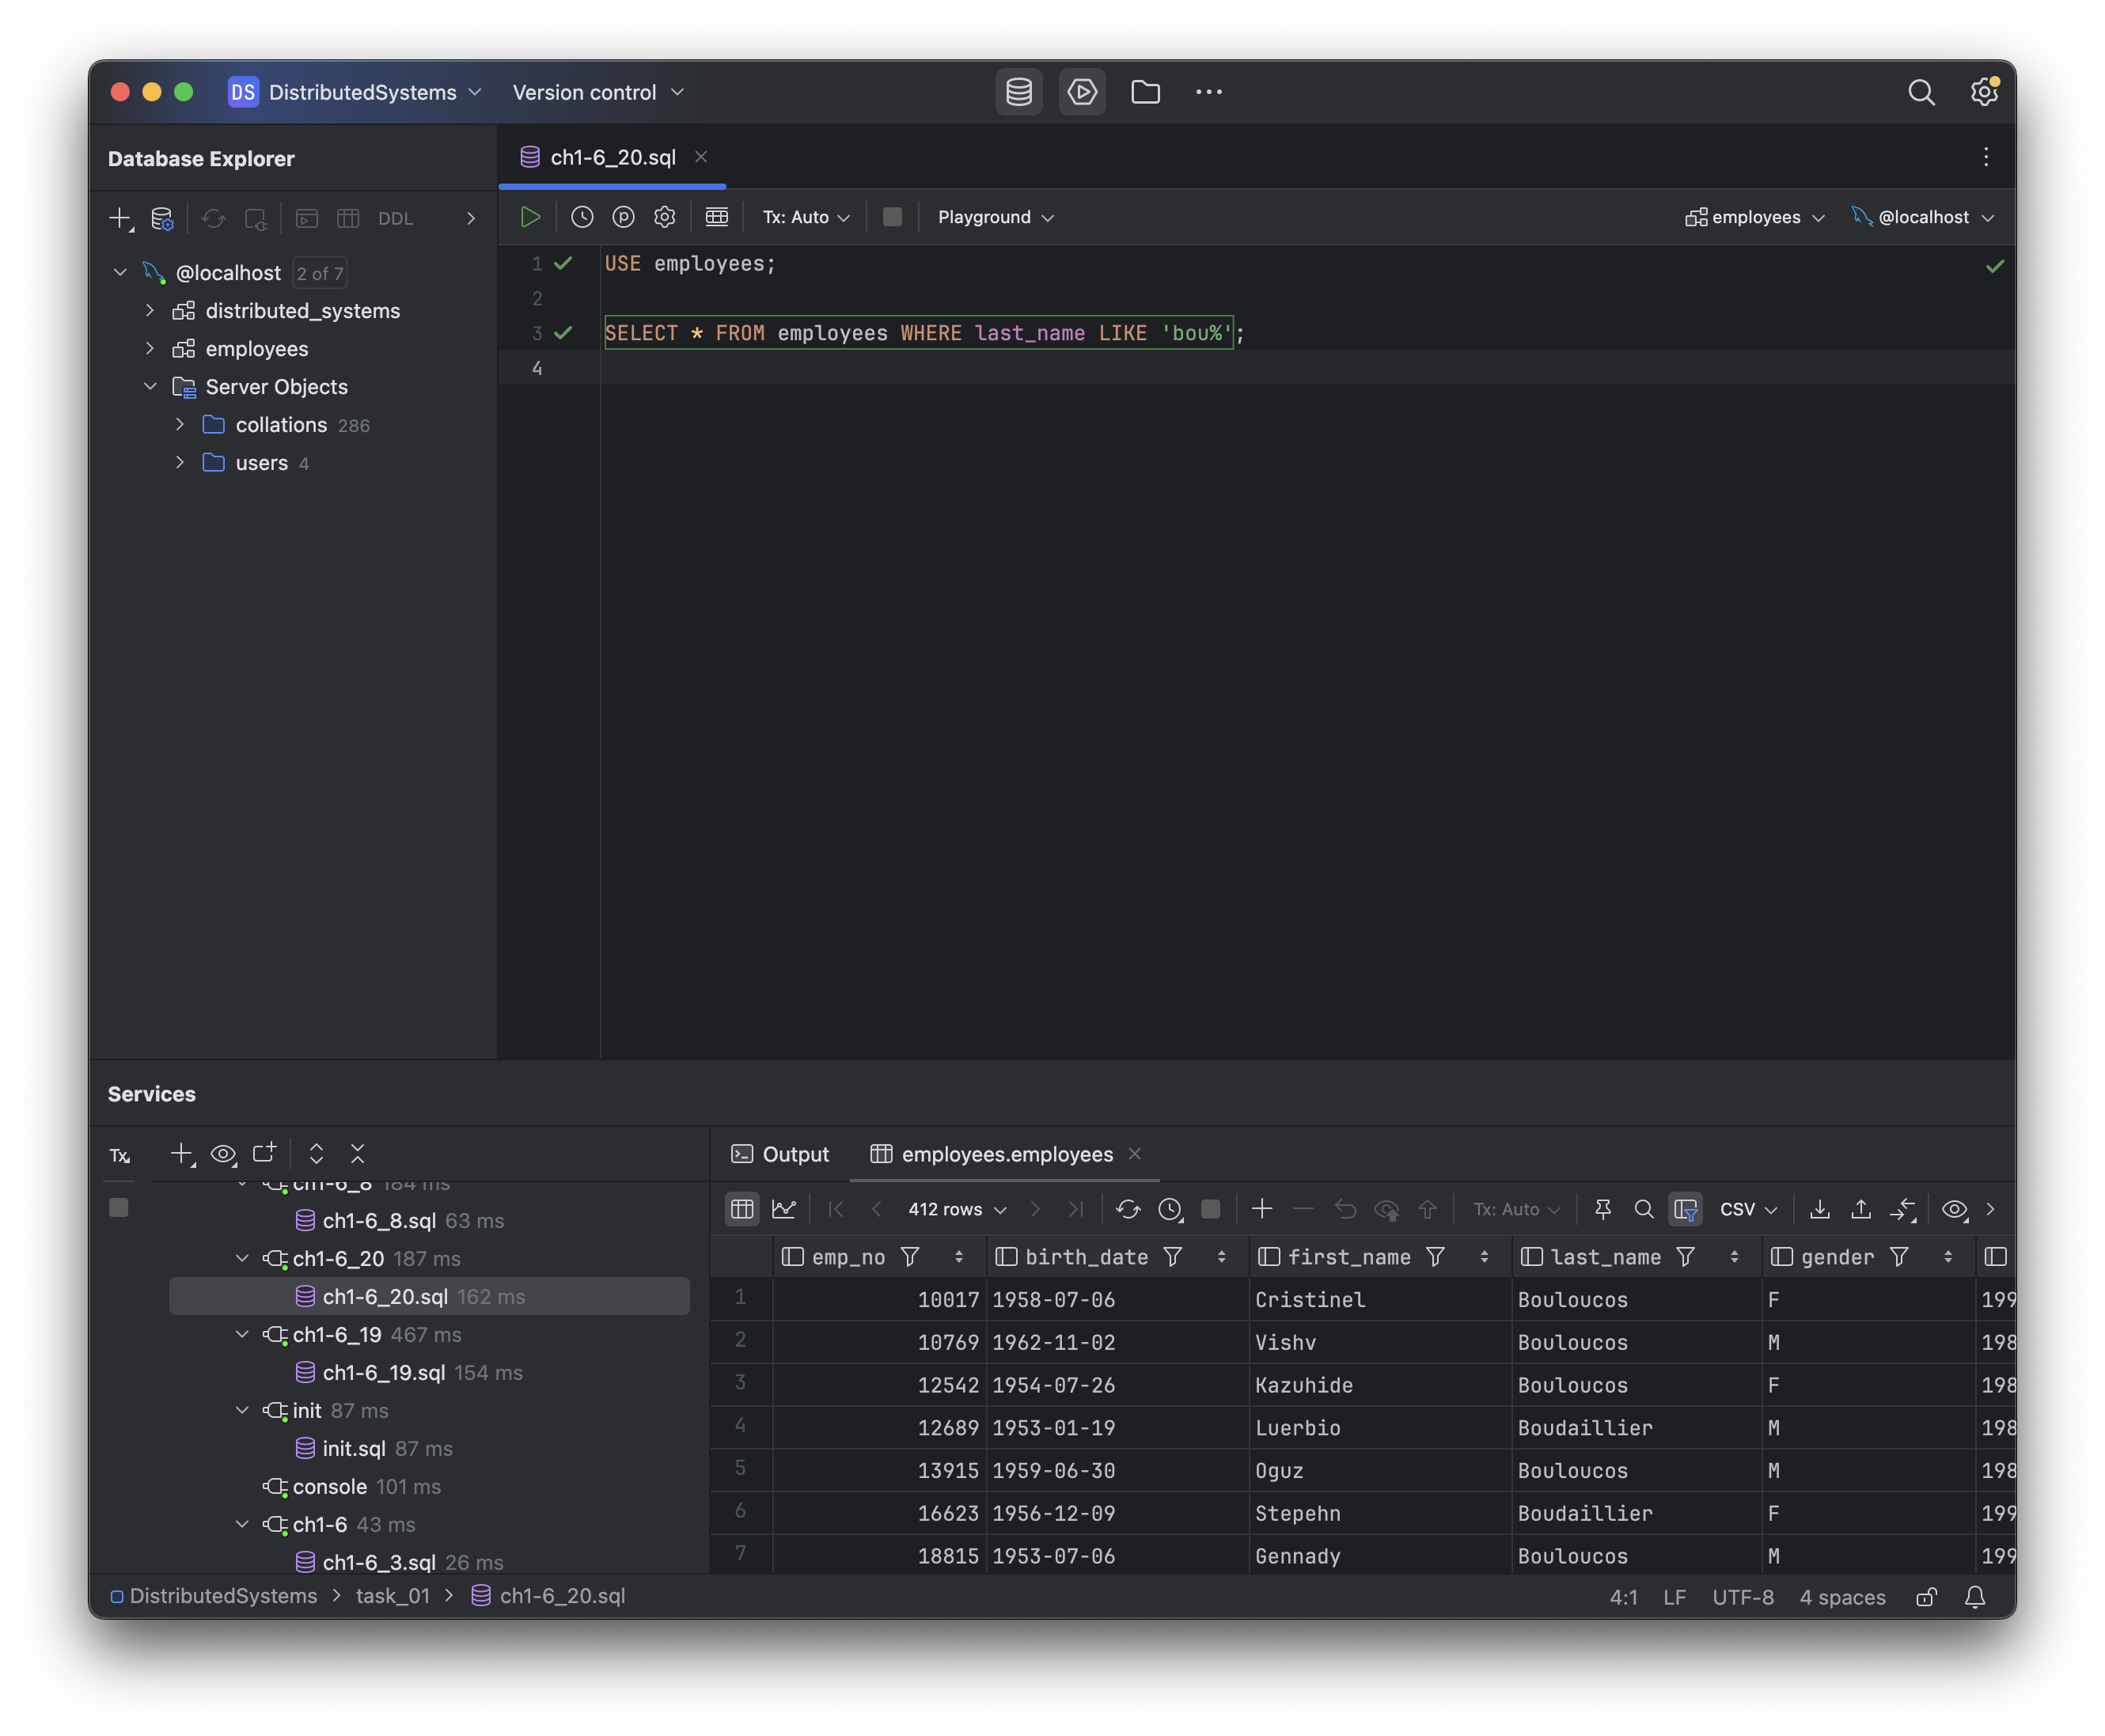 DS DistributedSystems Version control
Database Explorer
ch1-6_20.sql
DDL
Tx: Auto Playground employees @localhost
@localhost 2 of 7
distributed_systems
employees
Server Objects
collations 286
users 4
1 USE employees;
2
3 SELECT * FROM employees WHERE last_name LIKE 'bou%';
4
Services
Tx
ch1-6_8 184 ms
ch1-6_8.sql 63 ms
ch1-6_20 187 ms
ch1-6_20.sql 162 ms
ch1-6_19 467 ms
ch1-6_19.sql 154 ms
init 87 ms
init.sql 87 ms
console 101 ms
ch1-6 43 ms
ch1-6_3.sql 26 ms
Output employees.employees
412 rows Tx: Auto CSV
emp_no birth_date first_name last_name gender
1 10017 1958-07-06 Cristinel Bouloucos F 199
2 10769 1962-11-02 Vishv Bouloucos M 198
3 12542 1954-07-26 Kazuhide Bouloucos F 198
4 12689 1953-01-19 Luerbio Boudaillier M 198
5 13915 1959-06-30 Oguz Bouloucos M 198
6 16623 1956-12-09 Stepehn Boudaillier F 199
7 18815 1953-07-06 Gennady Bouloucos M 199
DistributedSystems task_01 ch1-6_20.sql 4:1 LF UTF-8 4 spaces